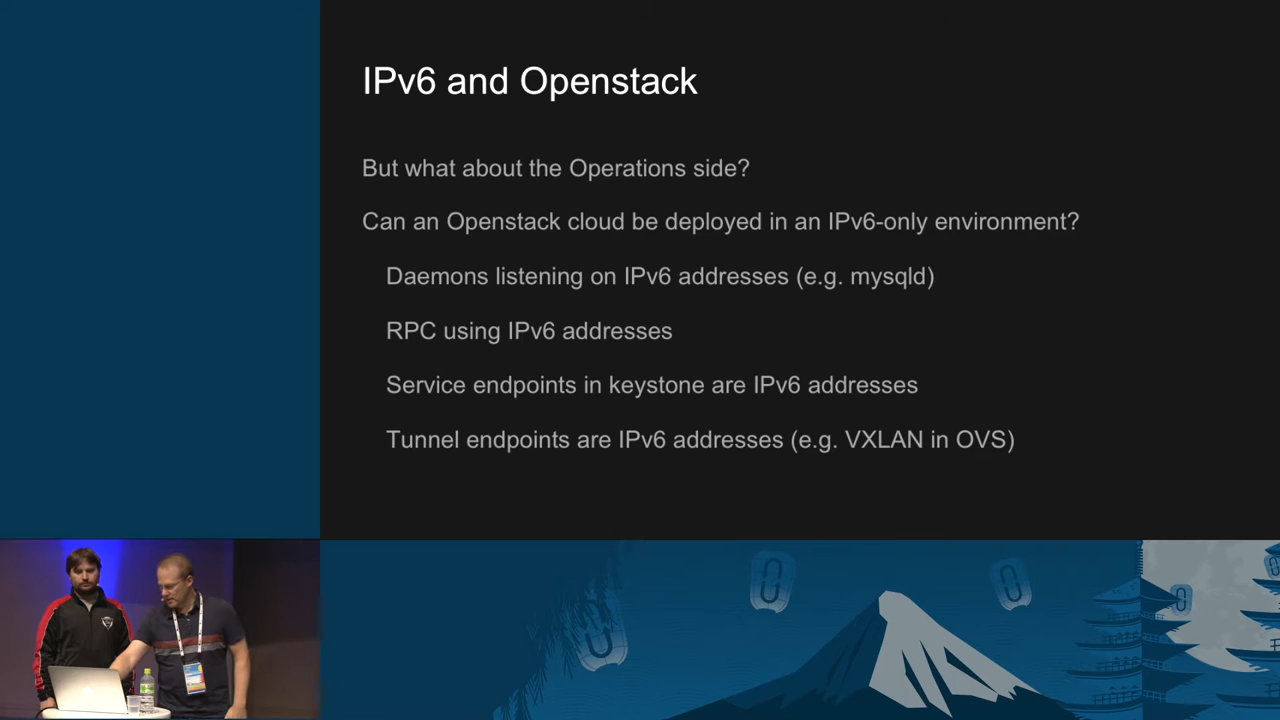 IPv6 and Openstack
But what about the Operations side?
Can an Openstack cloud be deployed in an IPv6-only environment?
Daemons listening on IPv6 addresses (e.g. mysqld)
RPC using IPv6 addresses
Service endpoints in keystone are IPv6 addresses
Tunnel endpoints are IPv6 addresses (e.g. VXLAN in OVS)